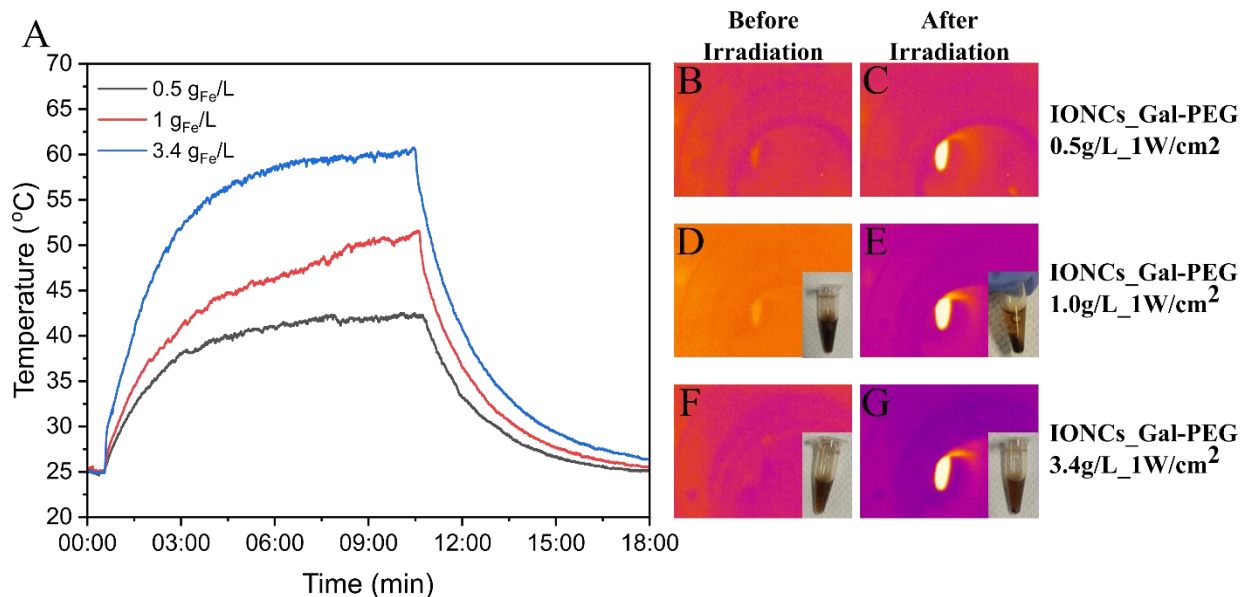 A
70
65
60
55
50
45
40
35
30
25
20
Temperature (°C)
0.5 gFe/L
1 gFe/L
3.4 gFe/L
00:00 03:00 06:00 09:00 12:00 15:00 18:00
Time (min)
Before
Irradiation
After
Irradiation
B
C
IONCs_Gal-PEG
0.5g/L_1W/cm2
D
E
IONCs_Gal-PEG
1.0g/L_1W/cm²
F
G
IONCs_Gal-PEG
3.4g/L_1W/cm²